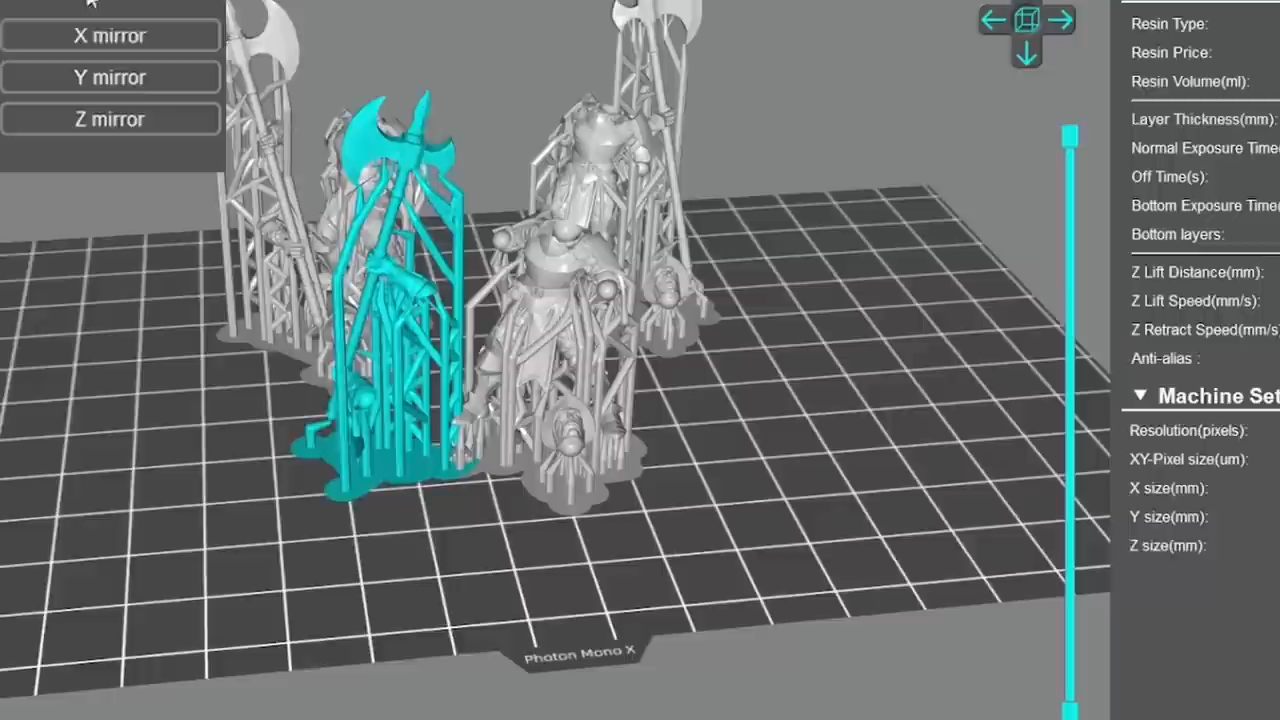 X mirror
Y mirror
Z mirror
Resin Type:
Resin Price:
Resin Volume(ml):
Layer Thickness(mm):
Normal Exposure Time
Off Time(s):
Bottom Exposure Time
Bottom layers:
Z Lift Distance(mm):
Z Lift Speed(mm/s):
Z Retract Speed(mm/s
Anti-alias :
Machine Set
Resolution(pixels):
XY-Pixel size(um):
X size(mm):
Y size(mm):
Z size(mm):
Photon Mono X